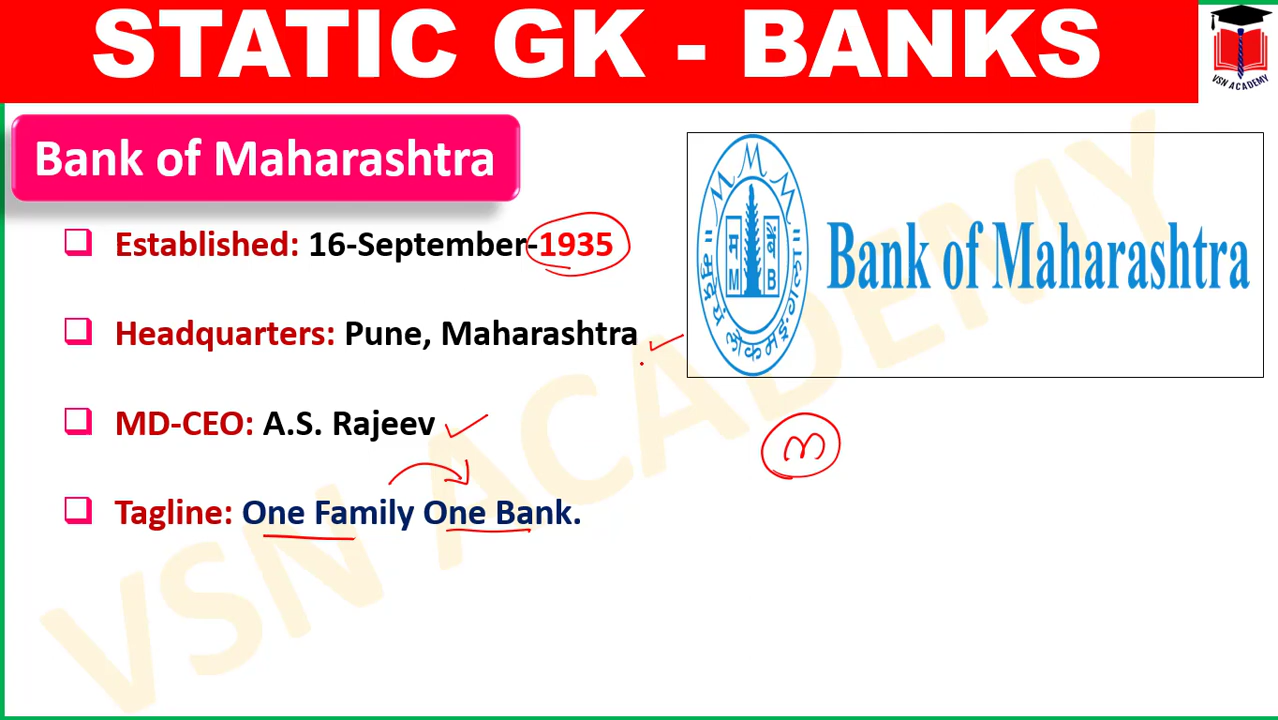 STATIC GK - BANKS
VSN ACADEMY
Bank of Maharashtra
Established: 16-September-1935
Headquarters: Pune, Maharashtra
MD-CEO: A.S. Rajeev
Tagline: One Family One Bank.
M M M M
म
M
B
Bank of Maharashtra
m
VSN ACADEMY